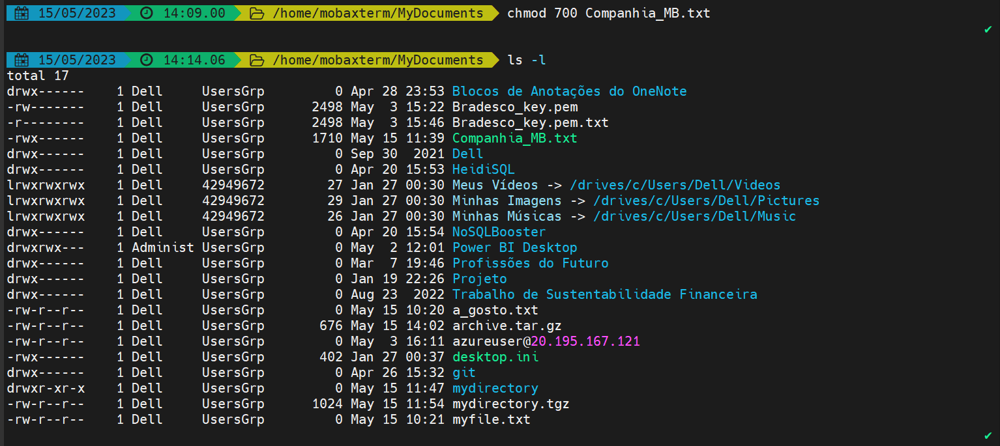 15/05/2023 14:09.00 /home/mobaxterm/MyDocuments chmod 700 Companhia_MB.txt
✔
15/05/2023 14:14.06 /home/mobaxterm/MyDocuments ls -l
total 17
drwx------    1 Dell     UsersGrp         0 Apr 28 23:53 Blocos de Anotações do OneNote
-rw-------    1 Dell     UsersGrp      2498 May  3 15:22 Bradesco_key.pem
-r--------    1 Dell     UsersGrp      2498 May  3 15:46 Bradesco_key.pem.txt
-rwx------    1 Dell     UsersGrp      1710 May 15 11:39 Companhia_MB.txt
drwx------    1 Dell     UsersGrp         0 Sep 30  2021 Dell
drwx------    1 Dell     UsersGrp         0 Apr 20 15:53 HeidiSQL
lrwxrwxrwx    1 Dell     42949672        27 Jan 27 00:30 Meus Vídeos -> /drives/c/Users/Dell/Videos
lrwxrwxrwx    1 Dell     42949672        29 Jan 27 00:30 Minhas Imagens -> /drives/c/Users/Dell/Pictures
lrwxrwxrwx    1 Dell     42949672        26 Jan 27 00:30 Minhas Músicas -> /drives/c/Users/Dell/Music
drwx------    1 Dell     UsersGrp         0 Apr 20 15:54 NoSQLBooster
drwxrwx---    1 Administ UsersGrp         0 May  2 12:01 Power BI Desktop
drwx------    1 Dell     UsersGrp         0 Mar  7 19:46 Profissões do Futuro
drwx------    1 Dell     UsersGrp         0 Jan 19 22:26 Projeto
drwx------    1 Dell     UsersGrp         0 Aug 23  2022 Trabalho de Sustentabilidade Financeira
-rw-r--r--    1 Dell     UsersGrp         0 May 15 10:20 a_gosto.txt
-rw-r--r--    1 Dell     UsersGrp       676 May 15 14:02 archive.tar.gz
-rw-r--r--    1 Dell     UsersGrp         0 May  3 16:11 azureuser@20.195.167.121
-rwx------    1 Dell     UsersGrp       402 Jan 27 00:37 desktop.ini
drwx------    1 Dell     UsersGrp         0 Apr 26 15:32 git
drwxr-xr-x    1 Dell     UsersGrp         0 May 15 11:47 mydirectory
-rw-r--r--    1 Dell     UsersGrp      1024 May 15 11:54 mydirectory.tgz
-rw-r--r--    1 Dell     UsersGrp         0 May 15 10:21 myfile.txt
✔